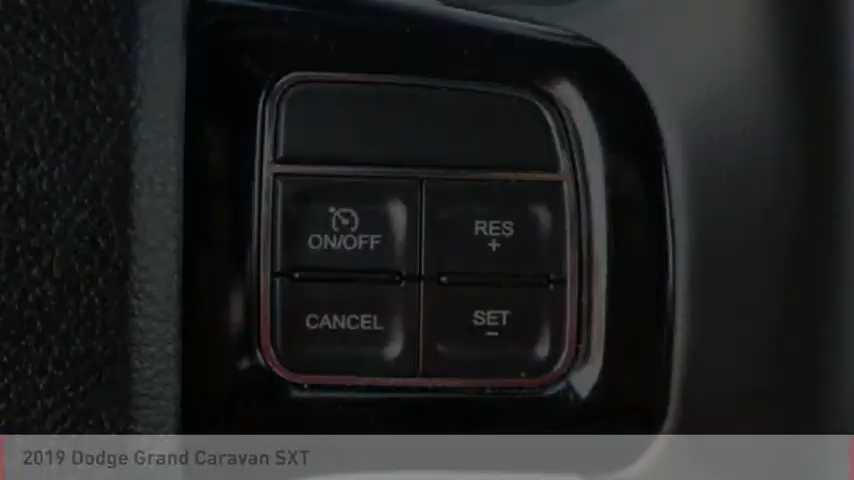 ON/OFF
RES
+
CANCEL
SET
-
2019 Dodge Grand Caravan SXT